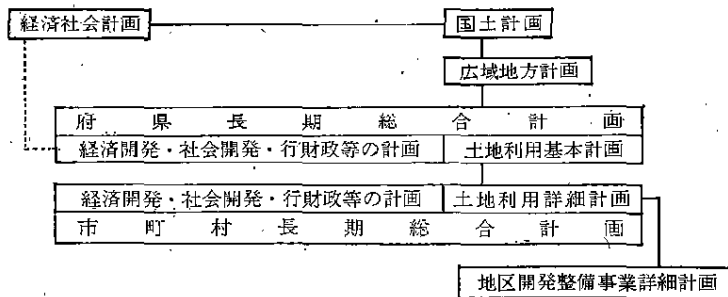 経済社会計画 国土計画
広域地方計画
府県長期総合計画
経済開発・社会開発・行財政等の計画 土地利用基本計画
経済開発・社会開発・行財政等の計画 土地利用詳細計画
市町村長期総合計画
地区開発整備事業詳細計画